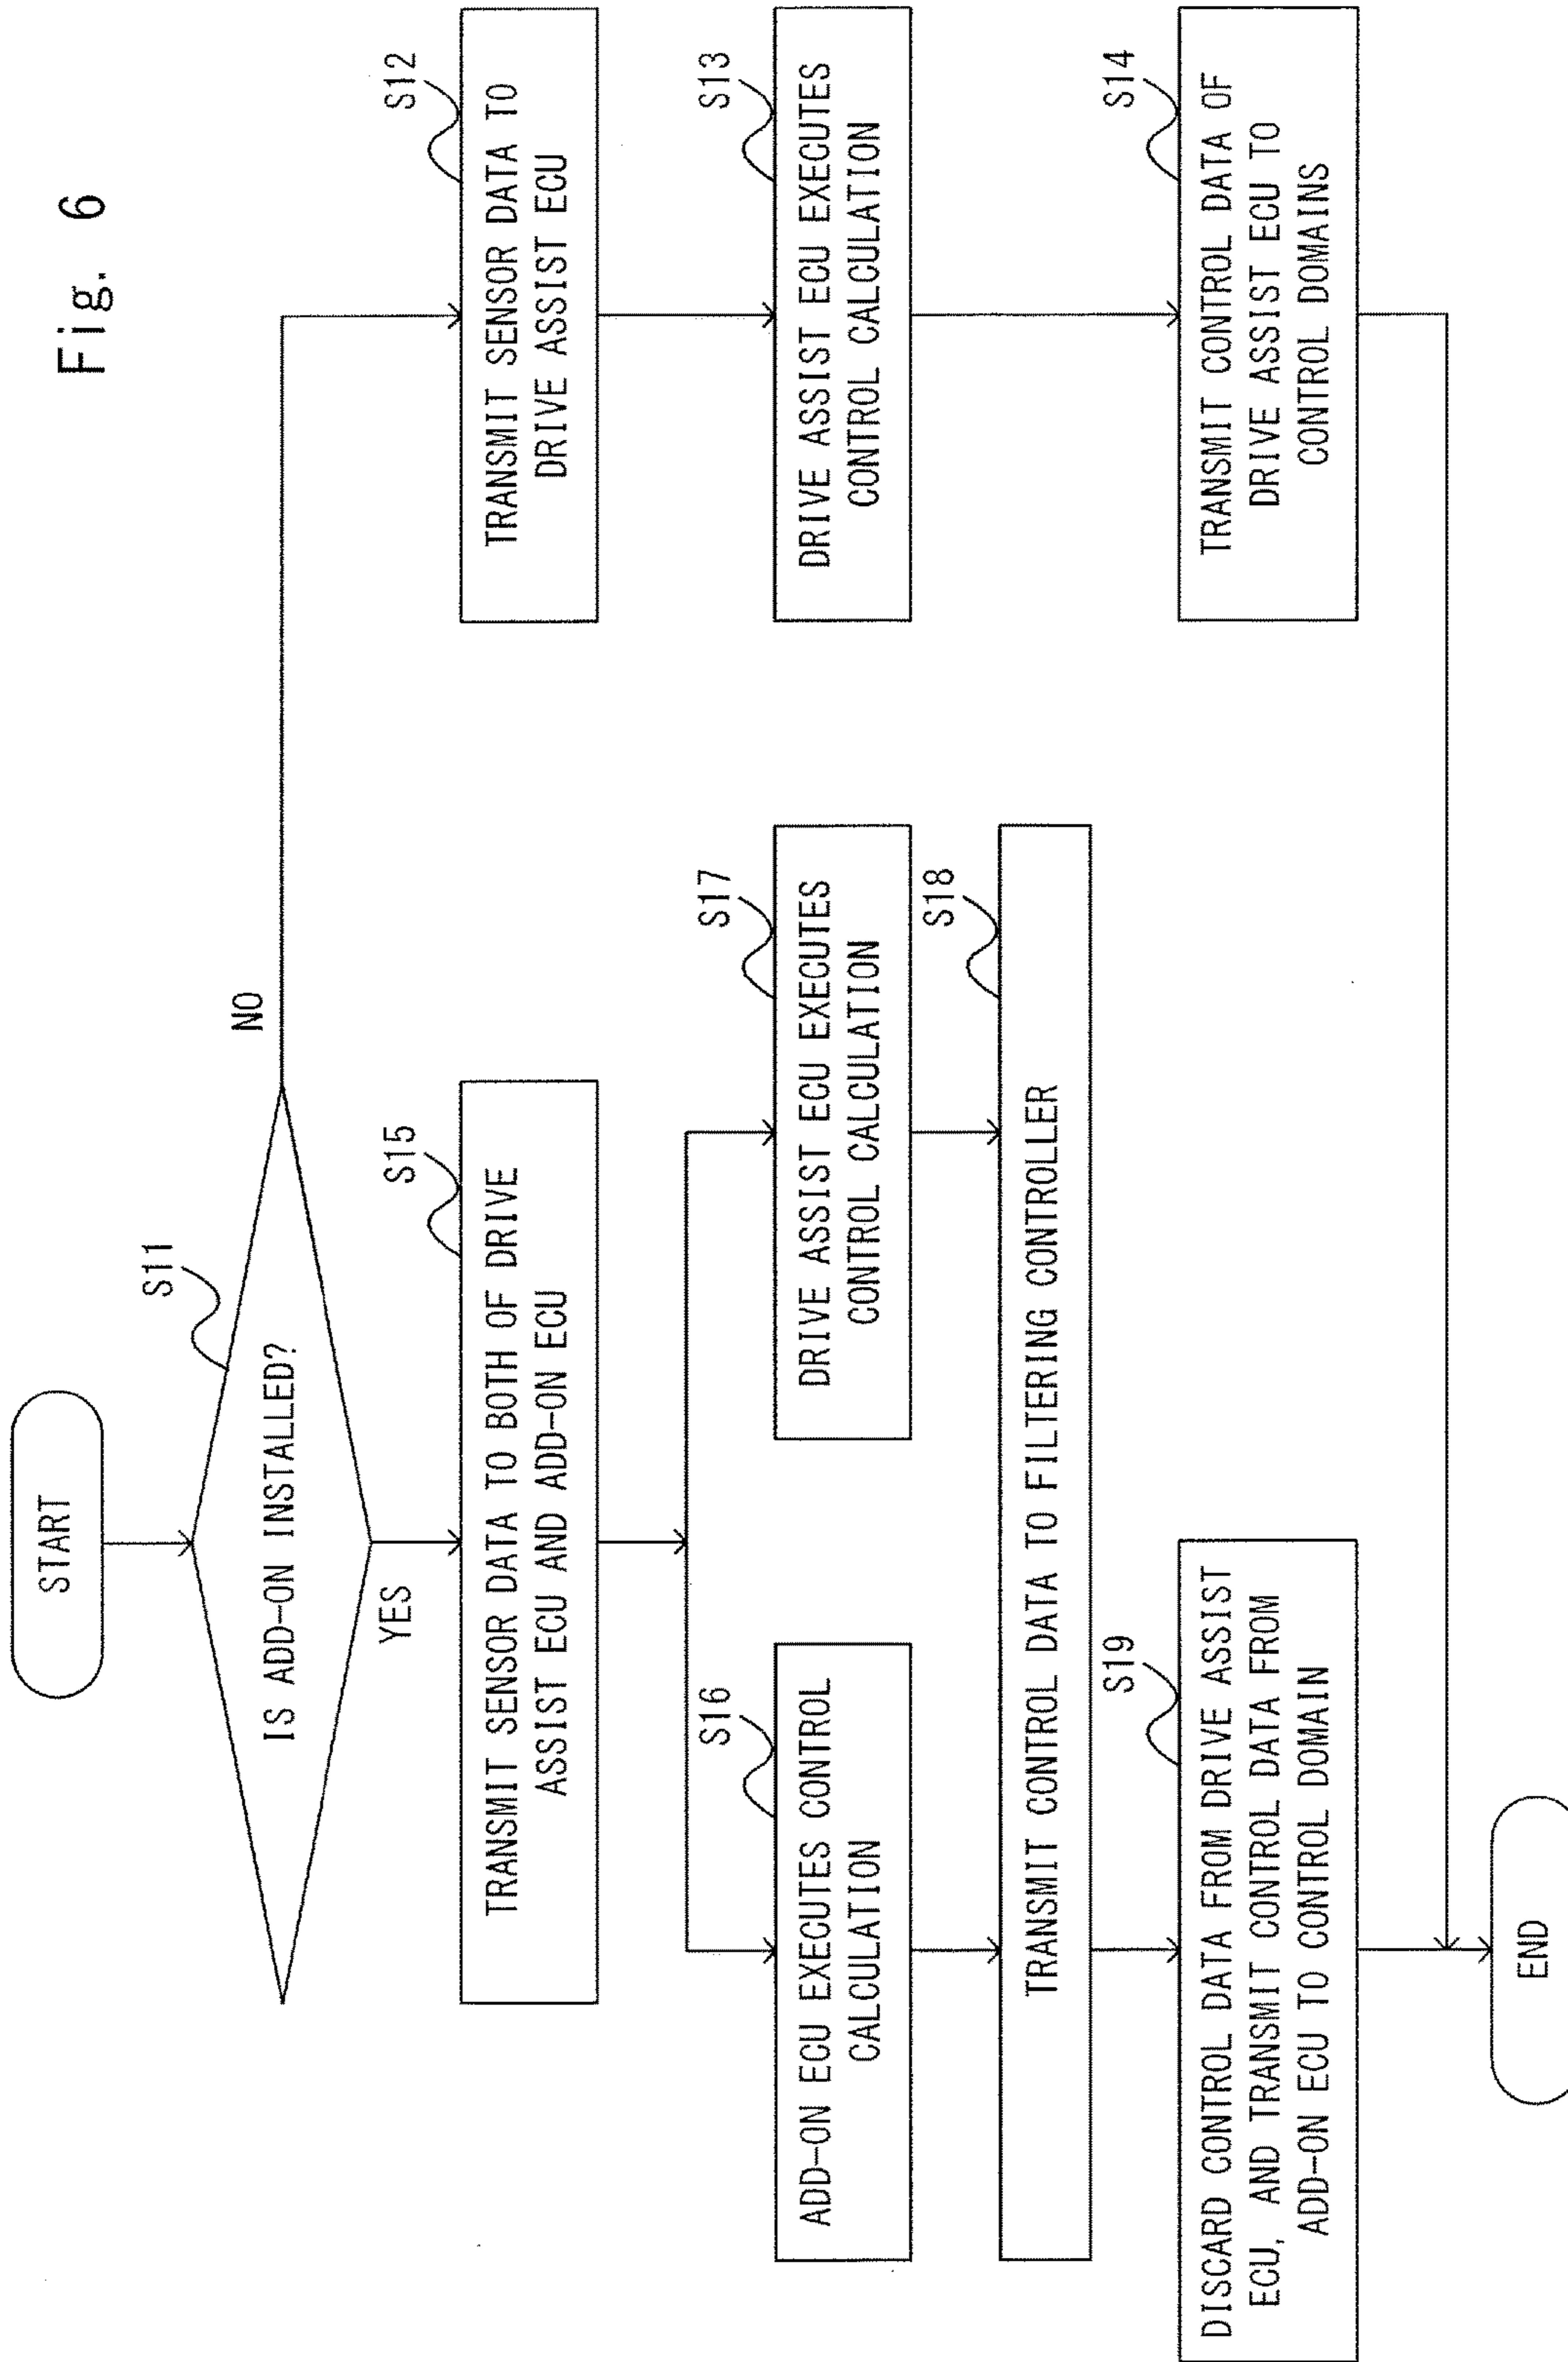 Fig. 6
START
S11
IS ADD-ON INSTALLED?
NO
YES
S15
TRANSMIT SENSOR DATA TO BOTH OF DRIVE
ASSIST ECU AND ADD-ON ECU
S12
TRANSMIT SENSOR DATA TO
DRIVE ASSIST ECU
S16
ADD-ON ECU EXECUTES CONTROL
CALCULATION
S17
DRIVE ASSIST ECU EXECUTES
CONTROL CALCULATION
S13
DRIVE ASSIST ECU EXECUTES
CONTROL CALCULATION
S18
TRANSMIT CONTROL DATA TO FILTERING CONTROLLER
S19
DISCARD CONTROL DATA FROM DRIVE ASSIST
ECU, AND TRANSMIT CONTROL DATA FROM
ADD-ON ECU TO CONTROL DOMAIN
S14
TRANSMIT CONTROL DATA OF
DRIVE ASSIST ECU TO
CONTROL DOMAINS
END